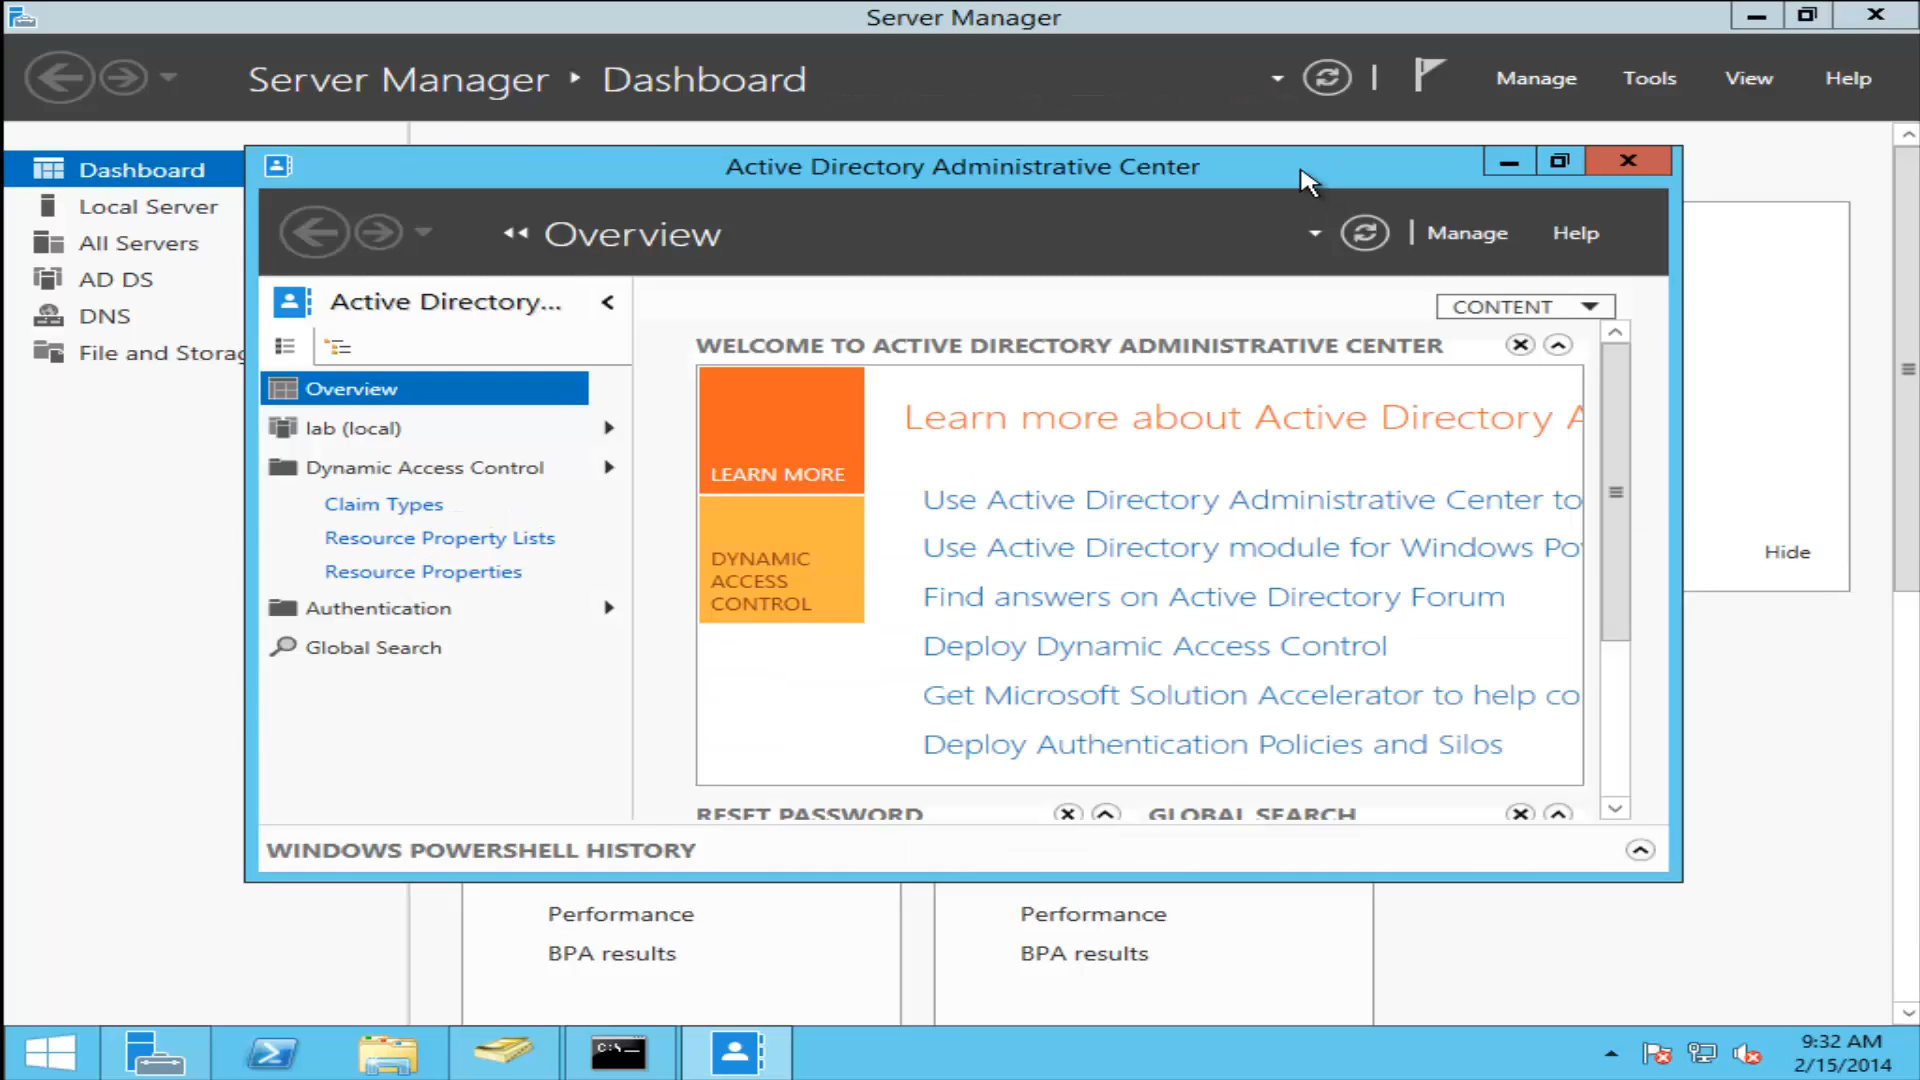 Server Manager
Server Manager ‣ Dashboard
Manage
Tools
View
Help
Dashboard
Local Server
All Servers
AD DS
DNS
File and Storag
Active Directory Administrative Center
Overview
Manage
Help
Active Directory...
CONTENT
Overview
lab (local)
Dynamic Access Control
Claim Types
Resource Property Lists
Resource Properties
Authentication
Global Search
WELCOME TO ACTIVE DIRECTORY ADMINISTRATIVE CENTER
LEARN MORE
DYNAMIC
ACCESS
CONTROL
Learn more about Active Directory A
Use Active Directory Administrative Center to
Use Active Directory module for Windows Po
Find answers on Active Directory Forum
Deploy Dynamic Access Control
Get Microsoft Solution Accelerator to help co
Deploy Authentication Policies and Silos
RESET PASSWORD
GLOBAL SEARCH
WINDOWS POWERSHELL HISTORY
Hide
Performance
BPA results
Performance
BPA results
C:\_
9:32 AM
2/15/2014